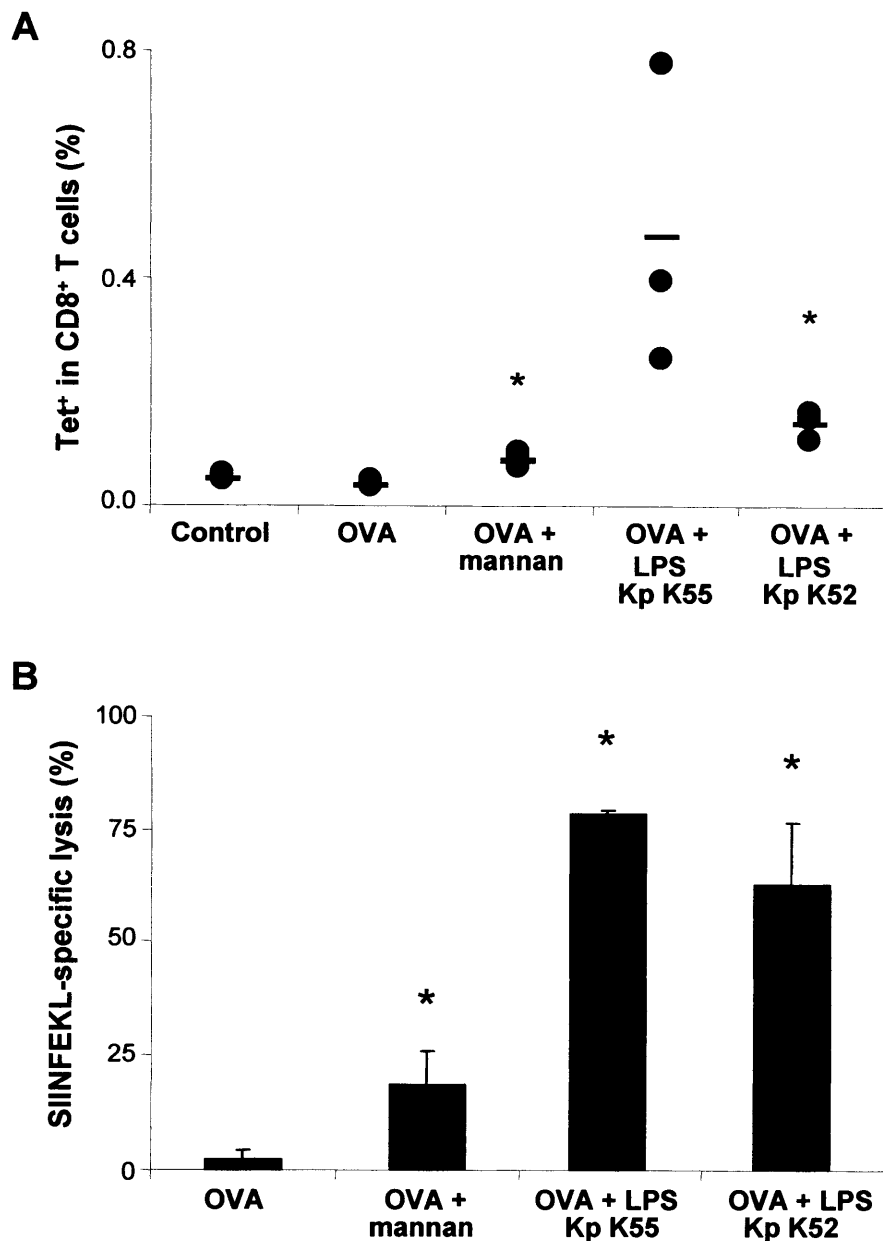 A
0.8
0.4
0.0
Tet⁺ in CD8⁺ T cells (%)
*
*
Control
OVA
OVA +
mannan
OVA +
LPS
Kp K55
OVA +
LPS
Kp K52
B
100
75
50
25
0
SIINFEKL-specific lysis (%)
*
*
*
OVA
OVA +
mannan
OVA + LPS
Kp K55
OVA + LPS
Kp K52